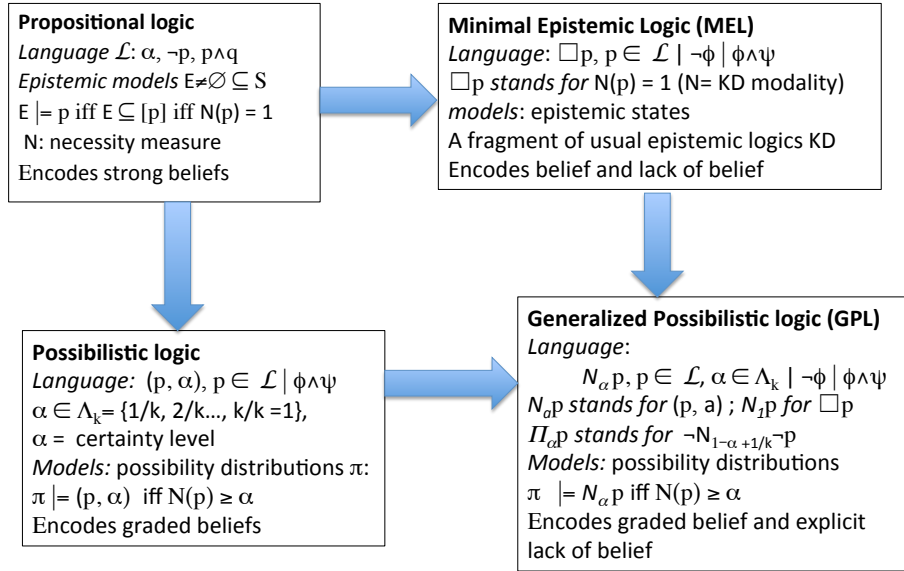 Propositional logic
Language ℒ: α, ¬p, p∧q
Epistemic models E≠∅ ⊆ S
E |= p iff E ⊆ [p] iff N(p) = 1
N: necessity measure
Encodes strong beliefs
Minimal Epistemic Logic (MEL)
Language: □p, p ∈ ℒ | ¬ϕ | ϕ∧ψ
□p stands for N(p) = 1 (N= KD modality)
models: epistemic states
A fragment of usual epistemic logics KD
Encodes belief and lack of belief
Possibilistic logic
Language: (p, α), p ∈ ℒ | ϕ∧ψ
α ∈ Λk= {1/k, 2/k..., k/k =1},
α = certainty level
Models: possibility distributions π:
π |= (p, α) iff N(p) ≥ α
Encodes graded beliefs
Generalized Possibilistic logic (GPL)
Language:
Nαp, p ∈ ℒ, α ∈ Λk | ¬ϕ | ϕ∧ψ
Nap stands for (p, a) ; N1p for □p
Παp stands for ¬N1−α+1/k¬p
Models: possibility distributions
π |= Nαp iff N(p) ≥ α
Encodes graded belief and explicit
lack of belief